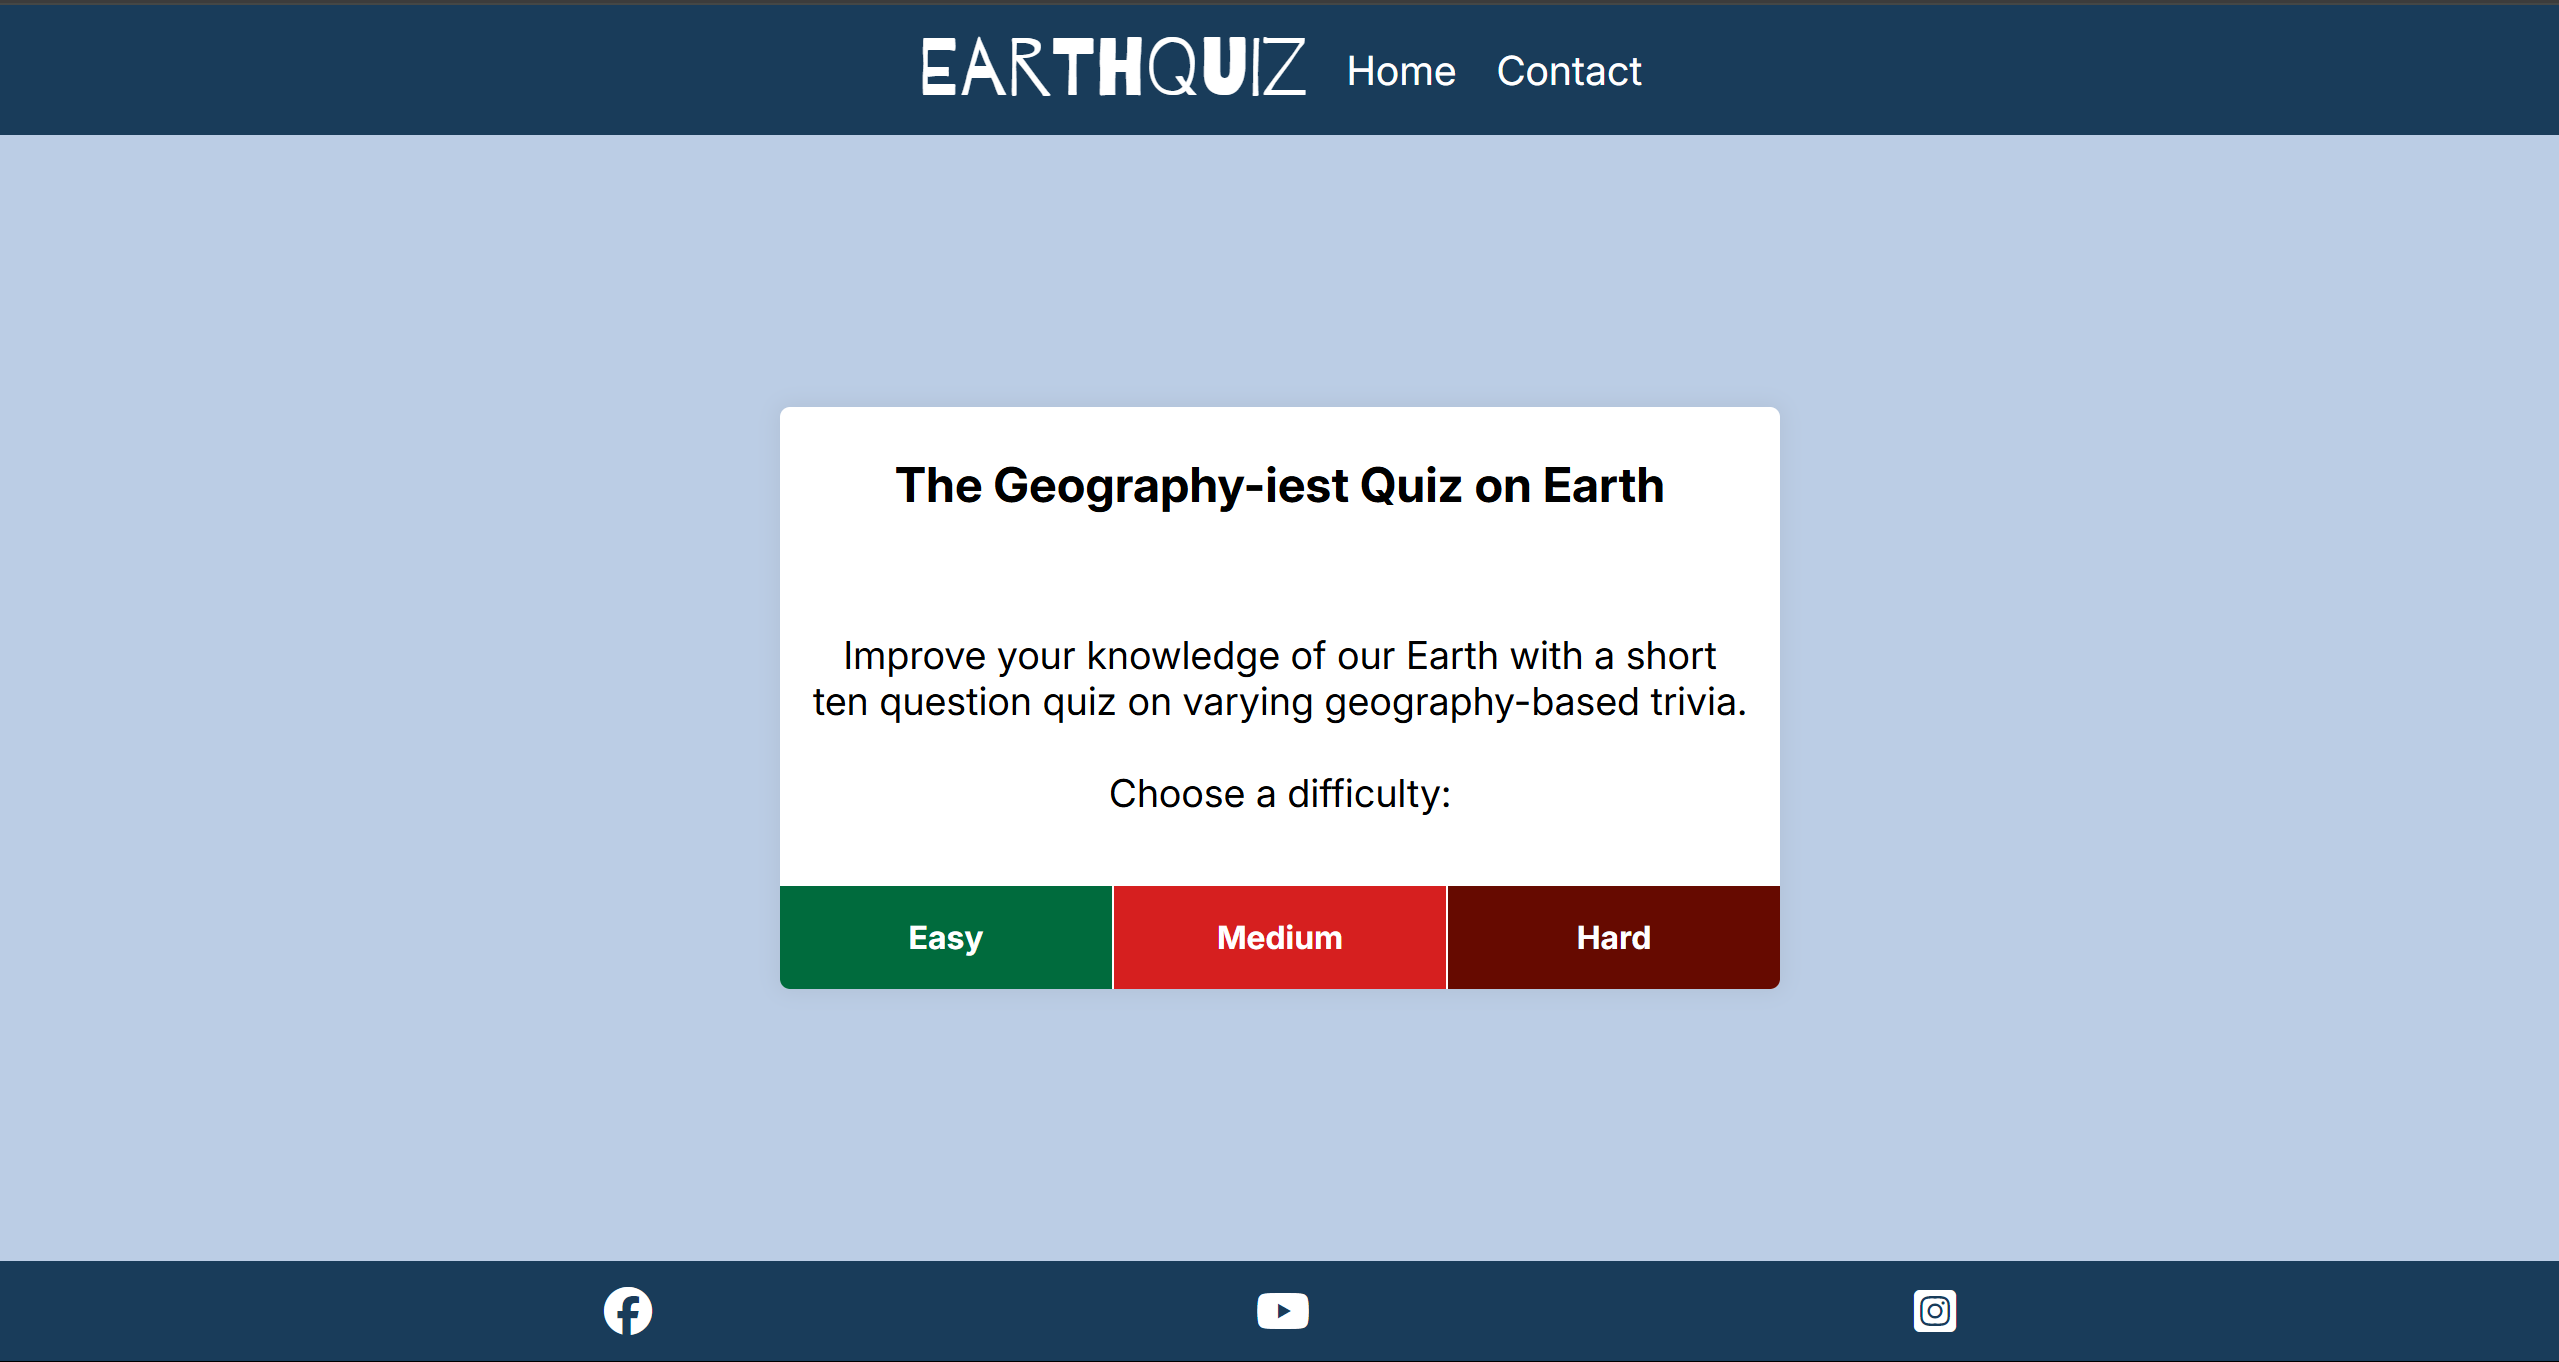 EARTHQUIZ Home Contact
The Geography-iest Quiz on Earth
Improve your knowledge of our Earth with a short
ten question quiz on varying geography-based trivia.
Choose a difficulty:
Easy Medium Hard